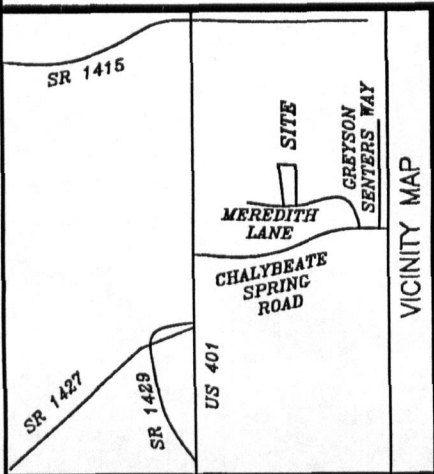 SR 1415
SITE
GREYSON
SENTERS WAY
MEREDITH
LANE
CHALYBEATE
SPRING
ROAD
VICINITY MAP
US 401
SR 1427
SR 1429